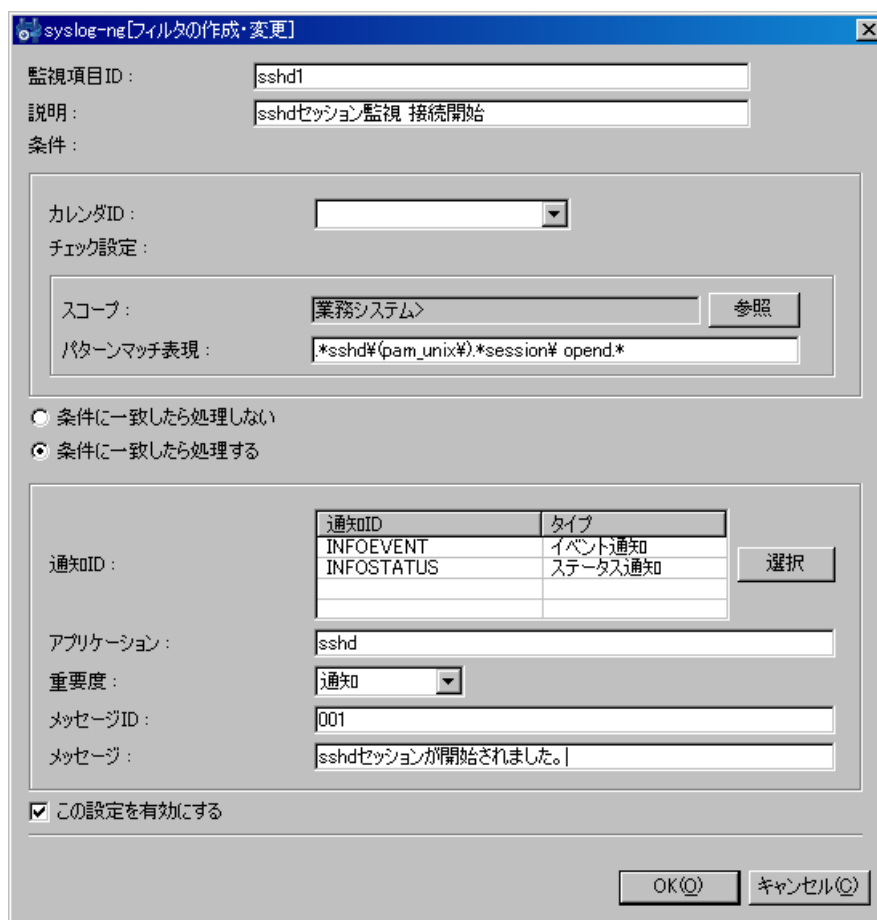 syslog-ng[フィルタの作成・変更]
監視項目ID : sshd1
説明 : sshdセッション監視 接続開始
条件 :
カレンダID :
チェック設定 :
スコープ : 業務システム> 参照
パターンマッチ表現 : .*sshd¥(pam_unix¥).*session¥ opend.*
条件に一致したら処理しない
条件に一致したら処理する
通知ID タイプ
INFOEVENT イベント通知
通知ID : INFOSTATUS ステータス通知 選択
アプリケーション : sshd
重要度 : 通知
メッセージID : 001
メッセージ : sshdセッションが開始されました。
この設定を有効にする
OK(O) キャンセル(C)